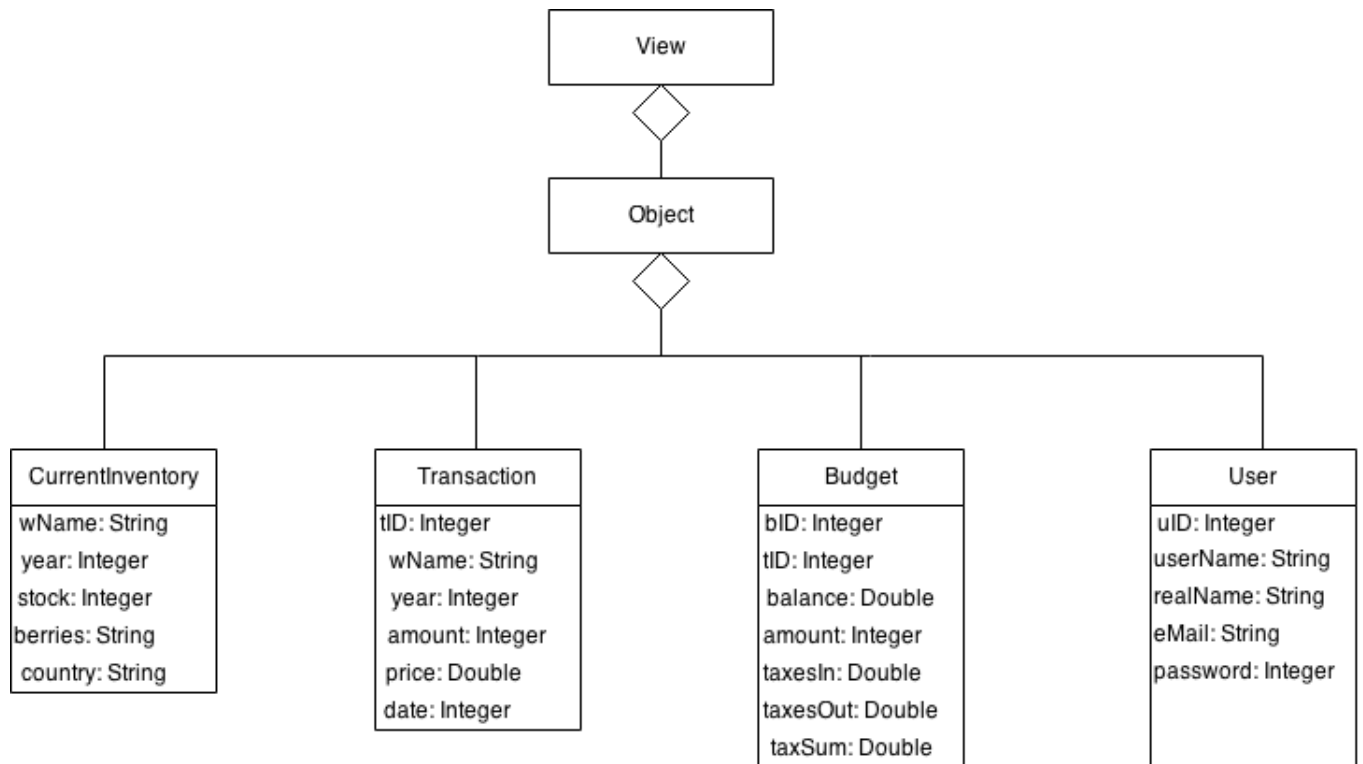 View
Object
CurrentInventory
wName: String
year: Integer
stock: Integer
berries: String
country: String
Transaction
tID: Integer
wName: String
year: Integer
amount: Integer
price: Double
date: Integer
Budget
bID: Integer
tID: Integer
balance: Double
amount: Integer
taxesIn: Double
taxesOut: Double
taxSum: Double
User
uID: Integer
userName: String
realName: String
eMail: String
password: Integer